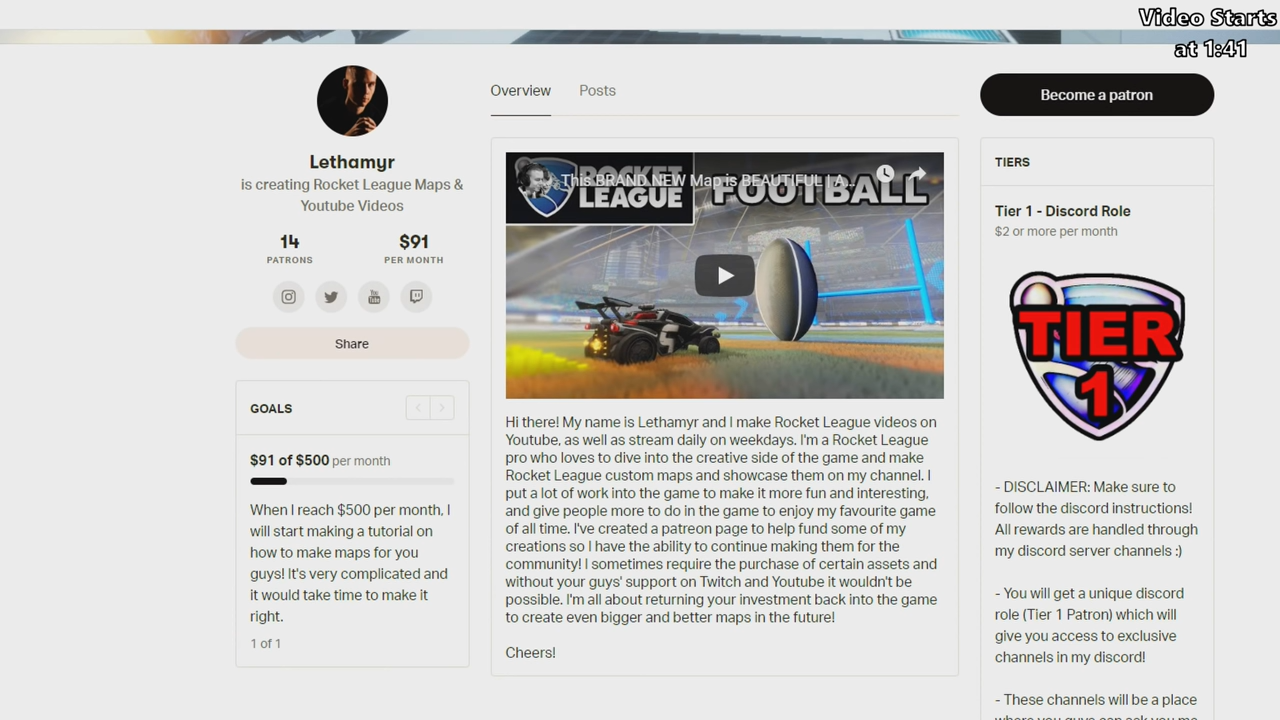 Video Starts
at 1:41
Lethamyr
is creating Rocket League Maps &
Youtube Videos
14
PATRONS
$91
PER MONTH
Share
GOALS
$91 of $500 per month
When I reach $500 per month, I
will start making a tutorial on
how to make maps for you
guys! It's very complicated and
it would take time to make it
right.
1 of 1
Overview
Posts
This BRAND NEW Map is BEAUTIFUL | A...
ROCKET
LEAGUE
FOOTBALL
Hi there! My name is Lethamyr and I make Rocket League videos on
Youtube, as well as stream daily on weekdays. I'm a Rocket League
pro who loves to dive into the creative side of the game and make
Rocket League custom maps and showcase them on my channel. I
put a lot of work into the game to make it more fun and interesting,
and give people more to do in the game to enjoy my favourite game
of all time. I've created a patreon page to help fund some of my
creations so I have the ability to continue making them for the
community! I sometimes require the purchase of certain assets and
without your guys' support on Twitch and Youtube it wouldn't be
possible. I'm all about returning your investment back into the game
to create even bigger and better maps in the future!
Cheers!
Become a patron
TIERS
Tier 1 - Discord Role
$2 or more per month
TIER
1
- DISCLAIMER: Make sure to
follow the discord instructions!
All rewards are handled through
my discord server channels :)
- You will get a unique discord
role (Tier 1 Patron) which will
give you access to exclusive
channels in my discord!
- These channels will be a place
where you guys can ask you me